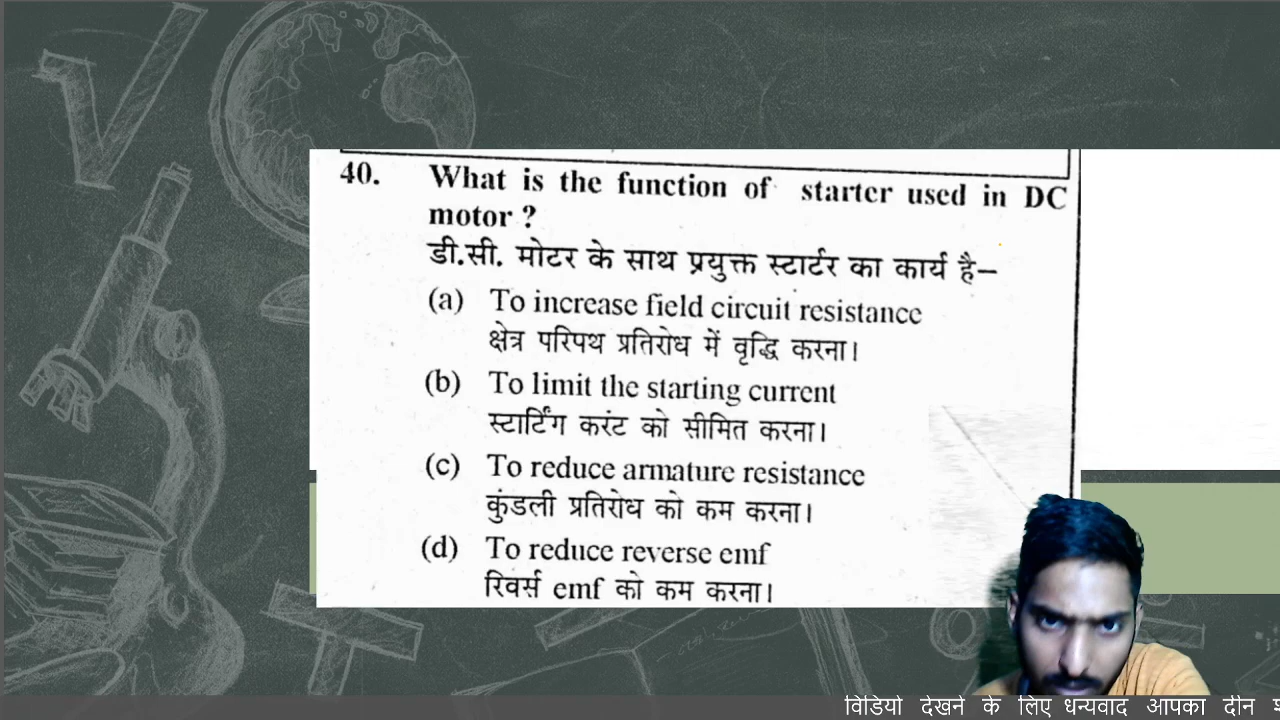 40. What is the function of starter used in DC
motor ?
डी.सी. मोटर के साथ प्रयुक्त स्टार्टर का कार्य है–
(a) To increase field circuit resistance
क्षेत्र परिपथ प्रतिरोध में वृद्धि करना।
(b) To limit the starting current
स्टार्टिंग करंट को सीमित करना।
(c) To reduce armature resistance
कुंडली प्रतिरोध को कम करना।
(d) To reduce reverse emf
रिवर्स emf को कम करना।
विडियो देखने के लिए धन्यवाद आपका दीन